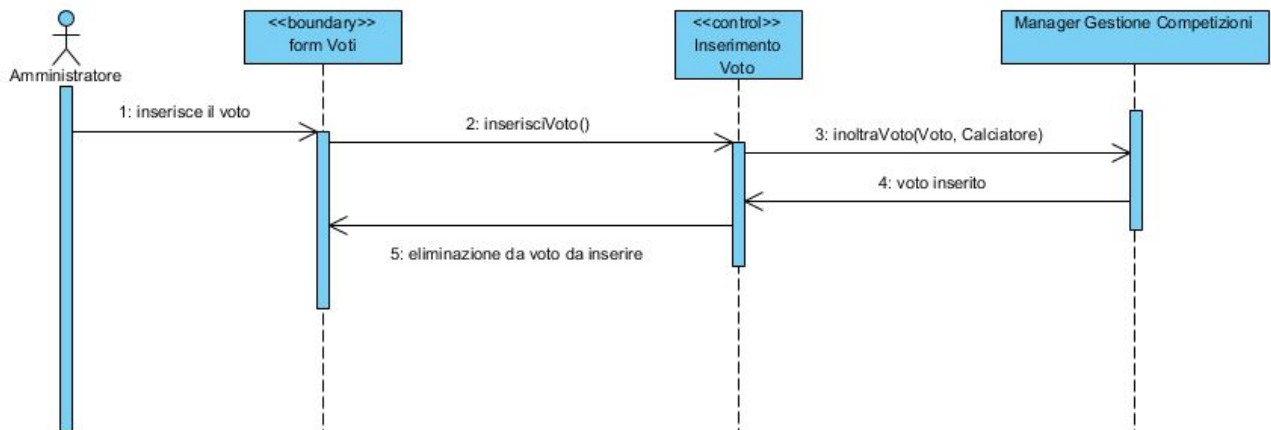 <<boundary>>
form Voti
<<control>>
Inserimento
Voto
Manager Gestione Competizioni
Amministratore
1: inserisce il voto
2: inserisciVoto()
3: inoltraVoto(Voto, Calciatore)
4: voto inserito
5: eliminazione da voto da inserire